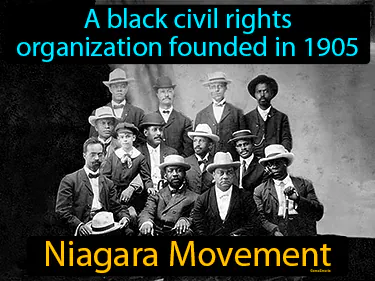 A black civil rights
organization founded in 1905
Niagara Movement